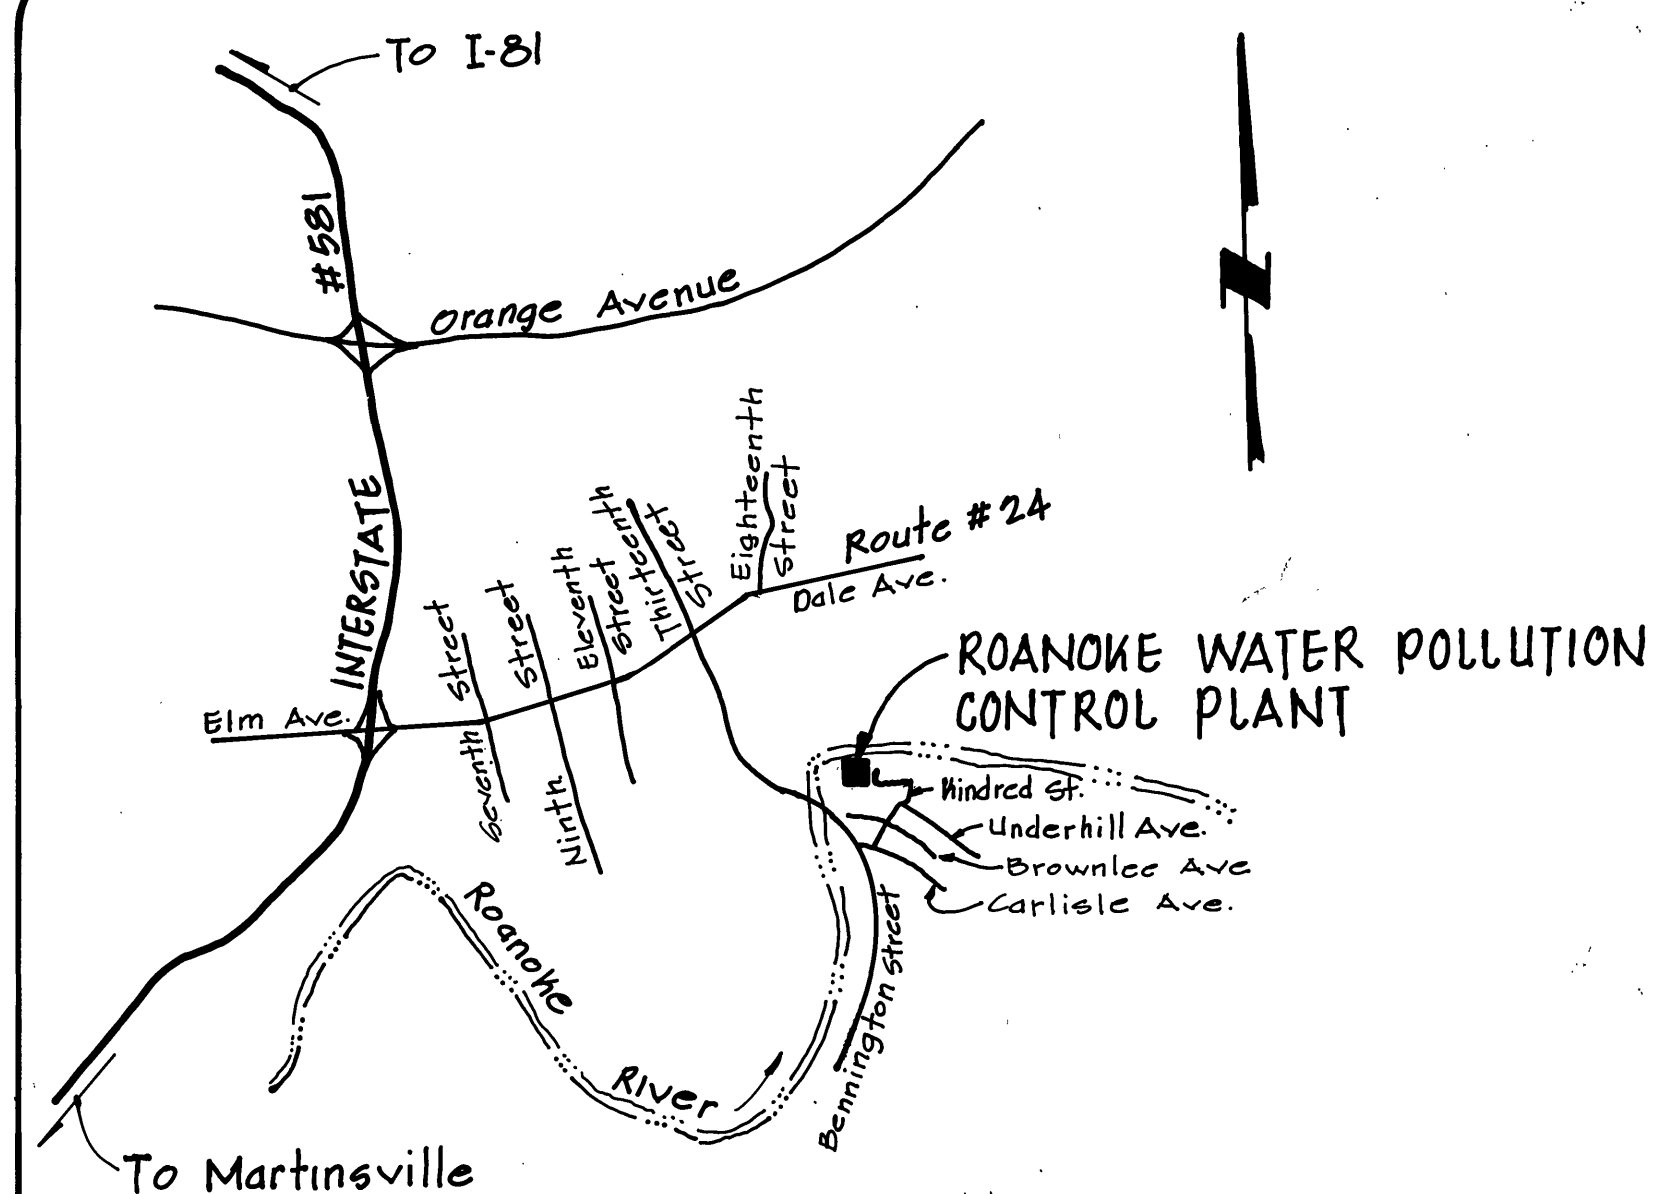 To I-81
#581
Orange Avenue
N
INTERSTATE
Eighteenth
Street
Route #24
Dale Ave.
Thirteenth
Street
Eleventh
Street
Street
Ninth
Street
Seventh
Elm Ave.
ROANOKE WATER POLLUTION
CONTROL PLANT
Kindred St.
Underhill Ave.
Brownlee Ave
Carlisle Ave.
Bennington Street
Roanoke
River
To Martinsville